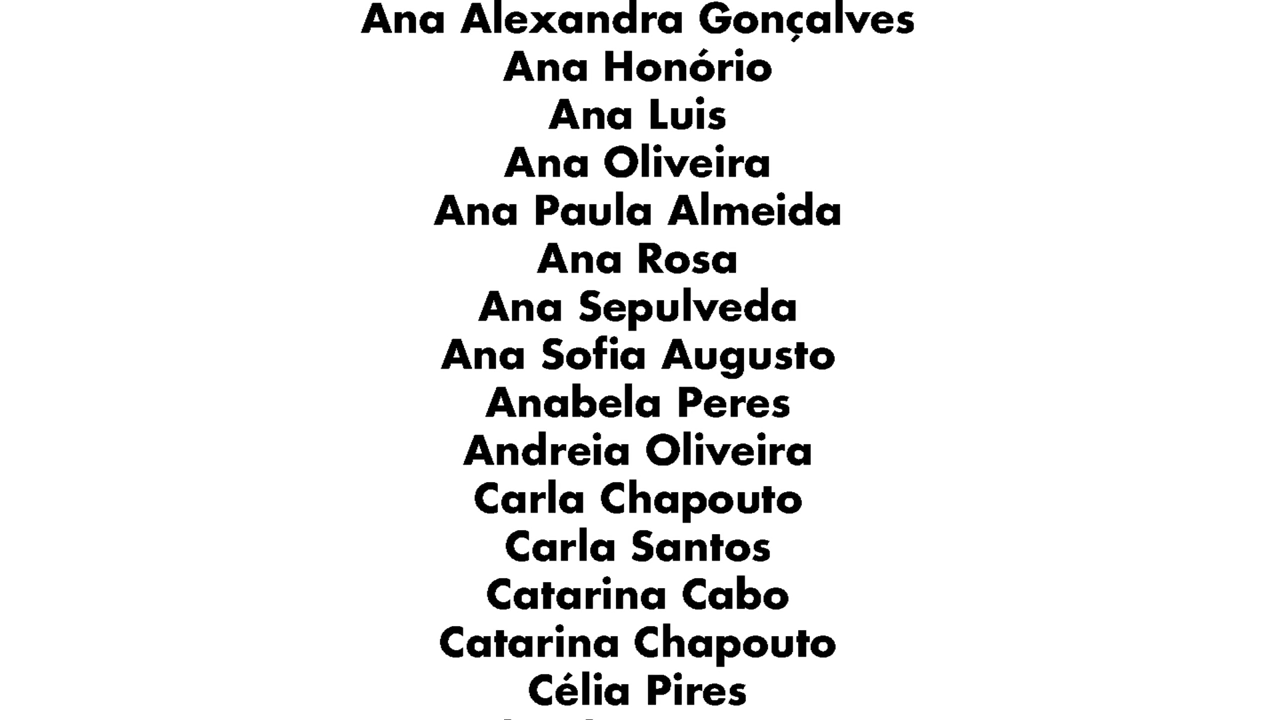 Ana Alexandra Gonçalves
Ana Honório
Ana Luis
Ana Oliveira
Ana Paula Almeida
Ana Rosa
Ana Sepulveda
Ana Sofia Augusto
Anabela Peres
Andreia Oliveira
Carla Chapouto
Carla Santos
Catarina Cabo
Catarina Chapouto
Célia Pires